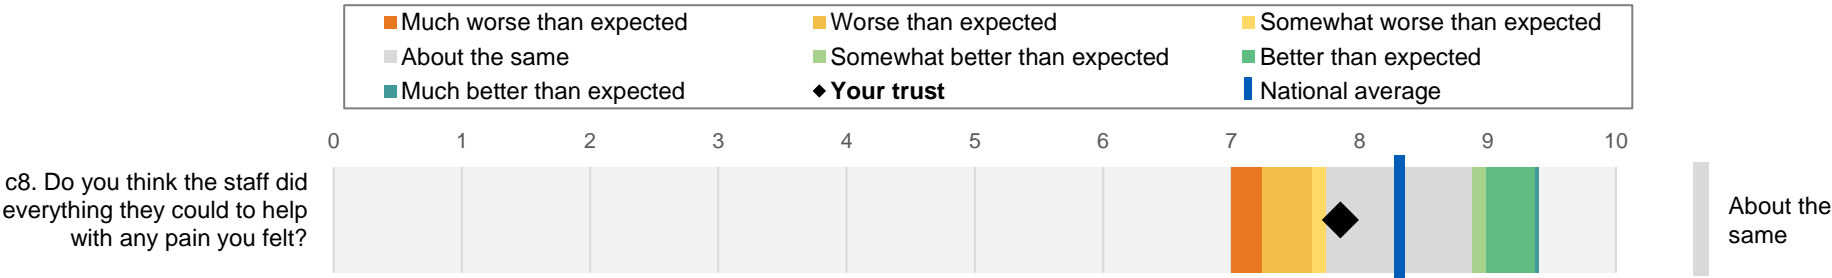 Much worse than expected Worse than expected Somewhat worse than expected
About the same Somewhat better than expected Better than expected
Much better than expected Your trust National average
0 1 2 3 4 5 6 7 8 9 10
c8. Do you think the staff did
everything they could to help
with any pain you felt?
About the
same